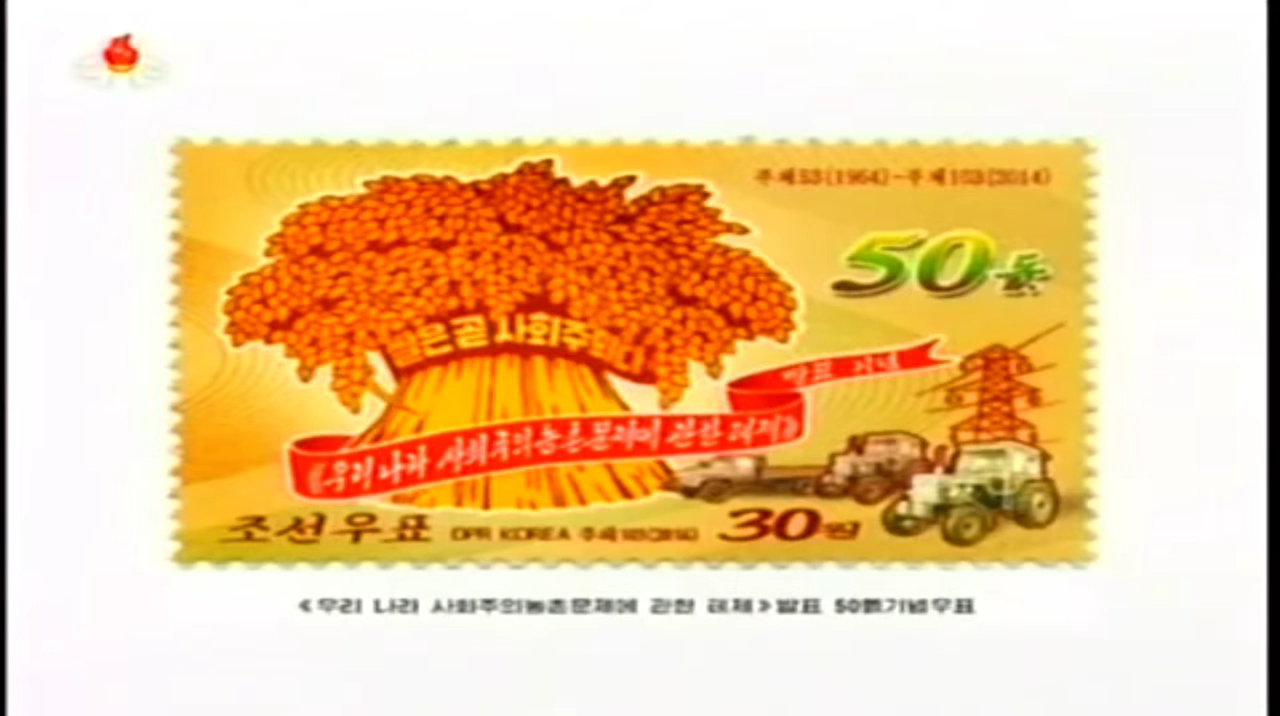 주체53(1964)-주체103(2014)
50돐
쌀은 곧 사회주의다
발표 기념
《우리 나라 사회주의농촌문제에 관한 테제》
조선우표 DPR KOREA 주체103(2014) 30원
《우리 나라 사회주의농촌문제에 관한 테제》발표 50돐기념우표